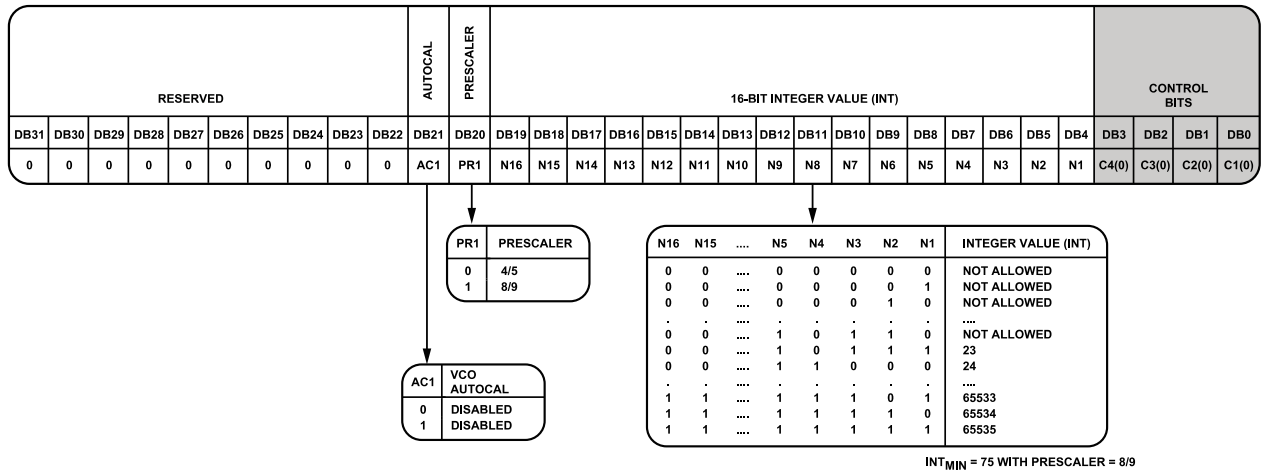 RESERVED AUTOCAL PRESCALER 16-BIT INTEGER VALUE (INT) CONTROL
BITS
DB31 DB30 DB29 DB28 DB27 DB26 DB25 DB24 DB23 DB22 DB21 DB20 DB19 DB18 DB17 DB16 DB15 DB14 DB13 DB12 DB11 DB10 DB9 DB8 DB7 DB6 DB5 DB4 DB3 DB2 DB1 DB0
0 0 0 0 0 0 0 0 0 0 AC1 PR1 N16 N15 N14 N13 N12 N11 N10 N9 N8 N7 N6 N5 N4 N3 N2 N1 C4(0) C3(0) C2(0) C1(0)
PR1 PRESCALER
0 4/5
1 8/9
AC1 VCO
AUTOCAL
0 DISABLED
1 DISABLED
N16 N15 .... N5 N4 N3 N2 N1 INTEGER VALUE (INT)
0 0 .... 0 0 0 0 0 NOT ALLOWED
0 0 .... 0 0 0 0 1 NOT ALLOWED
0 0 .... 0 0 0 1 0 NOT ALLOWED
. . .... . . . . . ....
0 0 .... 1 0 1 1 0 NOT ALLOWED
0 0 .... 1 0 1 1 1 23
0 0 .... 1 1 0 0 0 24
. . .... . . . . . ....
1 1 .... 1 1 1 0 1 65533
1 1 .... 1 1 1 1 0 65534
1 1 .... 1 1 1 1 1 65535
INTMIN = 75 WITH PRESCALER = 8/9